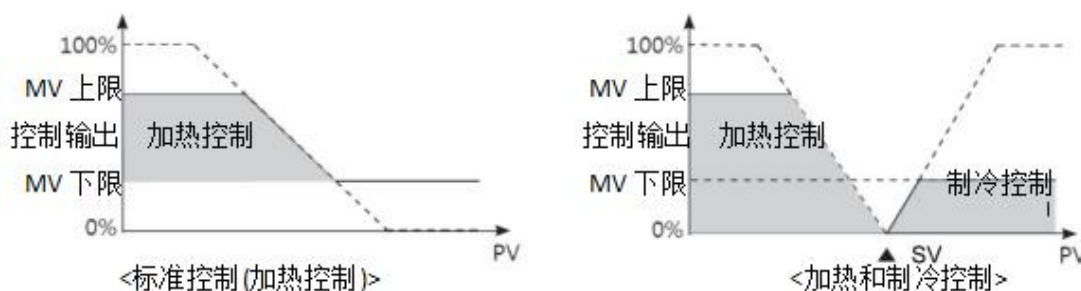 100%
MV 上限
控制输出
加热控制
MV 下限
0%
PV
<标准控制(加热控制)>
100%
MV 上限
控制输出
加热控制
MV 下限
制冷控制
0%
▲ SV
PV
<加热和制冷控制>